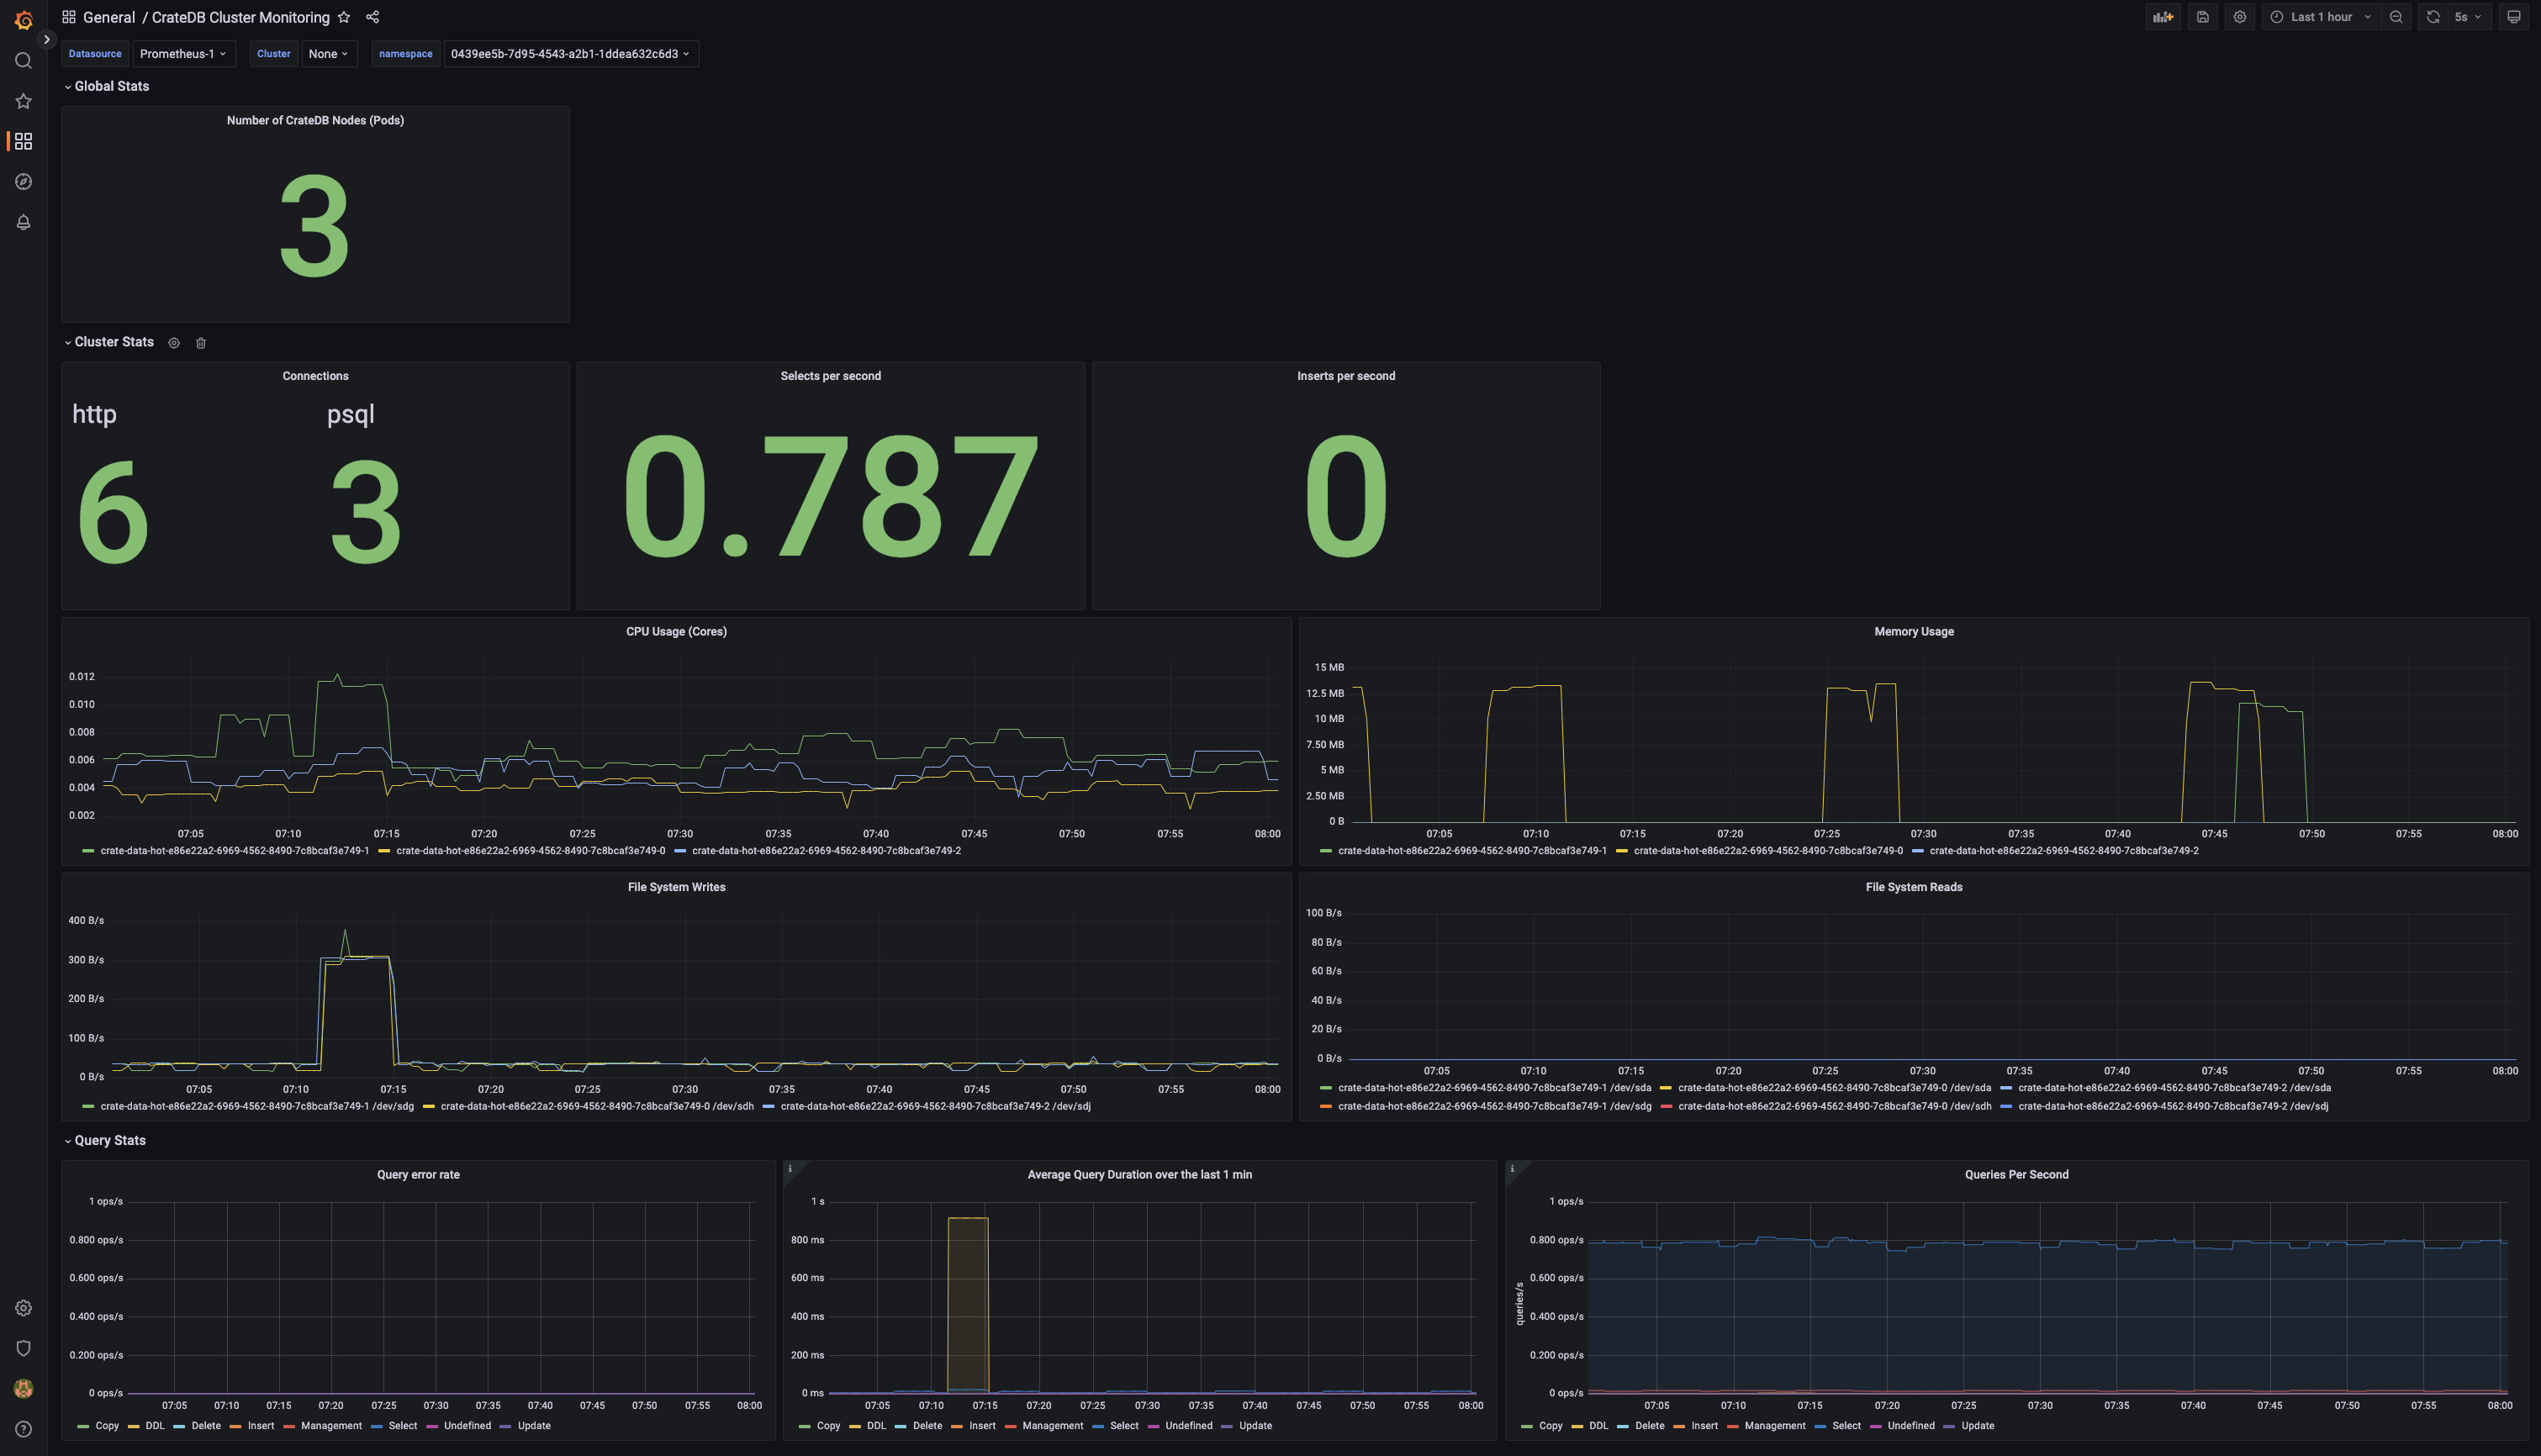 General / CrateDB Cluster Monitoring
Last 1 hour
5s
Datasource Prometheus-1 Cluster None namespace 0439ee5b-7d95-4543-a2b1-1ddea632c6d3
Global Stats
Number of CrateDB Nodes (Pods)
3
Cluster Stats
Connections
http psql
6 3
Selects per second
0.787
Inserts per second
0
CPU Usage (Cores)
0.012
0.010
0.008
0.006
0.004
0.002
07:05 07:10 07:15 07:20 07:25 07:30 07:35 07:40 07:45 07:50 07:55 08:00
crate-data-hot-e86e22a2-6969-4562-8490-7c8bcaf3e749-1 crate-data-hot-e86e22a2-6969-4562-8490-7c8bcaf3e749-0 crate-data-hot-e86e22a2-6969-4562-8490-7c8bcaf3e749-2
Memory Usage
15 MB
12.5 MB
10 MB
7.50 MB
5 MB
2.50 MB
0 B
07:05 07:10 07:15 07:20 07:25 07:30 07:35 07:40 07:45 07:50 07:55 08:00
crate-data-hot-e86e22a2-6969-4562-8490-7c8bcaf3e749-1 crate-data-hot-e86e22a2-6969-4562-8490-7c8bcaf3e749-0 crate-data-hot-e86e22a2-6969-4562-8490-7c8bcaf3e749-2
File System Writes
400 B/s
300 B/s
200 B/s
100 B/s
0 B/s
07:05 07:10 07:15 07:20 07:25 07:30 07:35 07:40 07:45 07:50 07:55 08:00
crate-data-hot-e86e22a2-6969-4562-8490-7c8bcaf3e749-1 /dev/sdg crate-data-hot-e86e22a2-6969-4562-8490-7c8bcaf3e749-0 /dev/sdh crate-data-hot-e86e22a2-6969-4562-8490-7c8bcaf3e749-2 /dev/sdj
File System Reads
100 B/s
80 B/s
60 B/s
40 B/s
20 B/s
0 B/s
07:05 07:10 07:15 07:20 07:25 07:30 07:35 07:40 07:45 07:50 07:55 08:00
crate-data-hot-e86e22a2-6969-4562-8490-7c8bcaf3e749-1 /dev/sda crate-data-hot-e86e22a2-6969-4562-8490-7c8bcaf3e749-0 /dev/sda crate-data-hot-e86e22a2-6969-4562-8490-7c8bcaf3e749-2 /dev/sda
crate-data-hot-e86e22a2-6969-4562-8490-7c8bcaf3e749-1 /dev/sdg crate-data-hot-e86e22a2-6969-4562-8490-7c8bcaf3e749-0 /dev/sdh crate-data-hot-e86e22a2-6969-4562-8490-7c8bcaf3e749-2 /dev/sdj
Query Stats
Query error rate
1 ops/s
0.800 ops/s
0.600 ops/s
0.400 ops/s
0.200 ops/s
0 ops/s
07:05 07:10 07:15 07:20 07:25 07:30 07:35 07:40 07:45 07:50 07:55 08:00
Copy DDL Delete Insert Management Select Undefined Update
Average Query Duration over the last 1 min
1 s
800 ms
600 ms
400 ms
200 ms
0 ms
07:05 07:10 07:15 07:20 07:25 07:30 07:35 07:40 07:45 07:50 07:55 08:00
Copy DDL Delete Insert Management Select Undefined Update
Queries Per Second
queries/s
1 ops/s
0.800 ops/s
0.600 ops/s
0.400 ops/s
0.200 ops/s
0 ops/s
07:05 07:10 07:15 07:20 07:25 07:30 07:35 07:40 07:45 07:50 07:55 08:00
Copy DDL Delete Insert Management Select Undefined Update